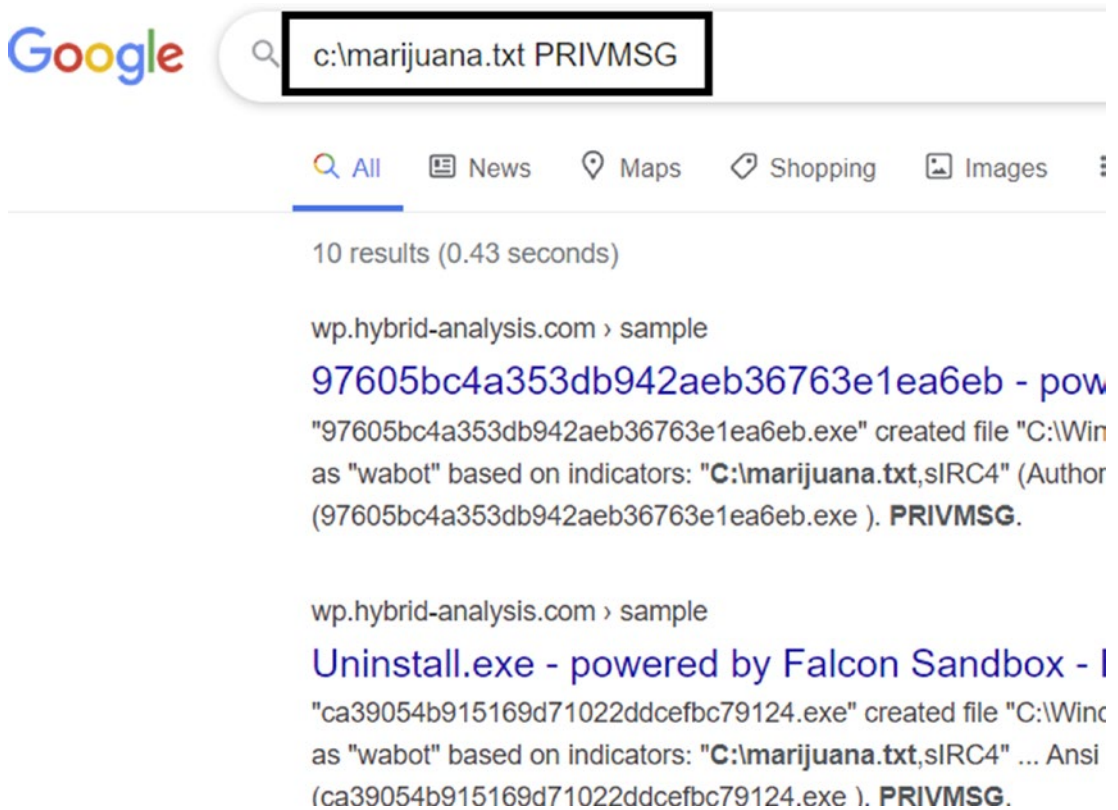 Google
c:\marijuana.txt PRIVMSG
All News Maps Shopping Images
10 results (0.43 seconds)
wp.hybrid-analysis.com › sample
97605bc4a353db942aeb36763e1ea6eb - pow
"97605bc4a353db942aeb36763e1ea6eb.exe" created file "C:\Win
as "wabot" based on indicators: "C:\marijuana.txt,sIRC4" (Author
(97605bc4a353db942aeb36763e1ea6eb.exe ). PRIVMSG.
wp.hybrid-analysis.com › sample
Uninstall.exe - powered by Falcon Sandbox -
"ca39054b915169d71022ddcefbc79124.exe" created file "C:\Winc
as "wabot" based on indicators: "C:\marijuana.txt,sIRC4" ... Ansi
(ca39054b915169d71022ddcefbc79124.exe ). PRIVMSG.